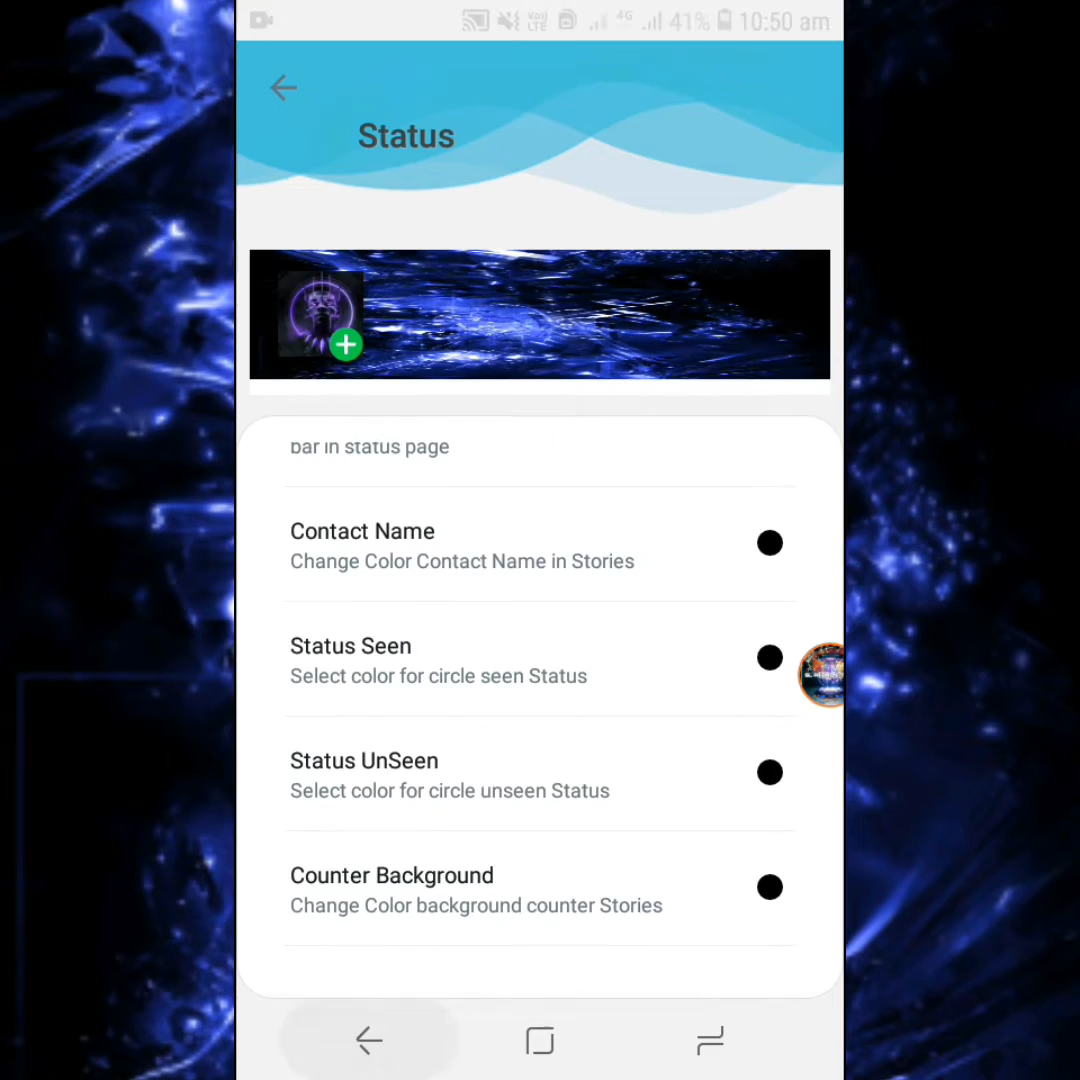 4G 41% 10:50 am
Status
bar in status page
Contact Name
Change Color Contact Name in Stories
Status Seen
Select color for circle seen Status
Status UnSeen
Select color for circle unseen Status
Counter Background
Change Color background counter Stories